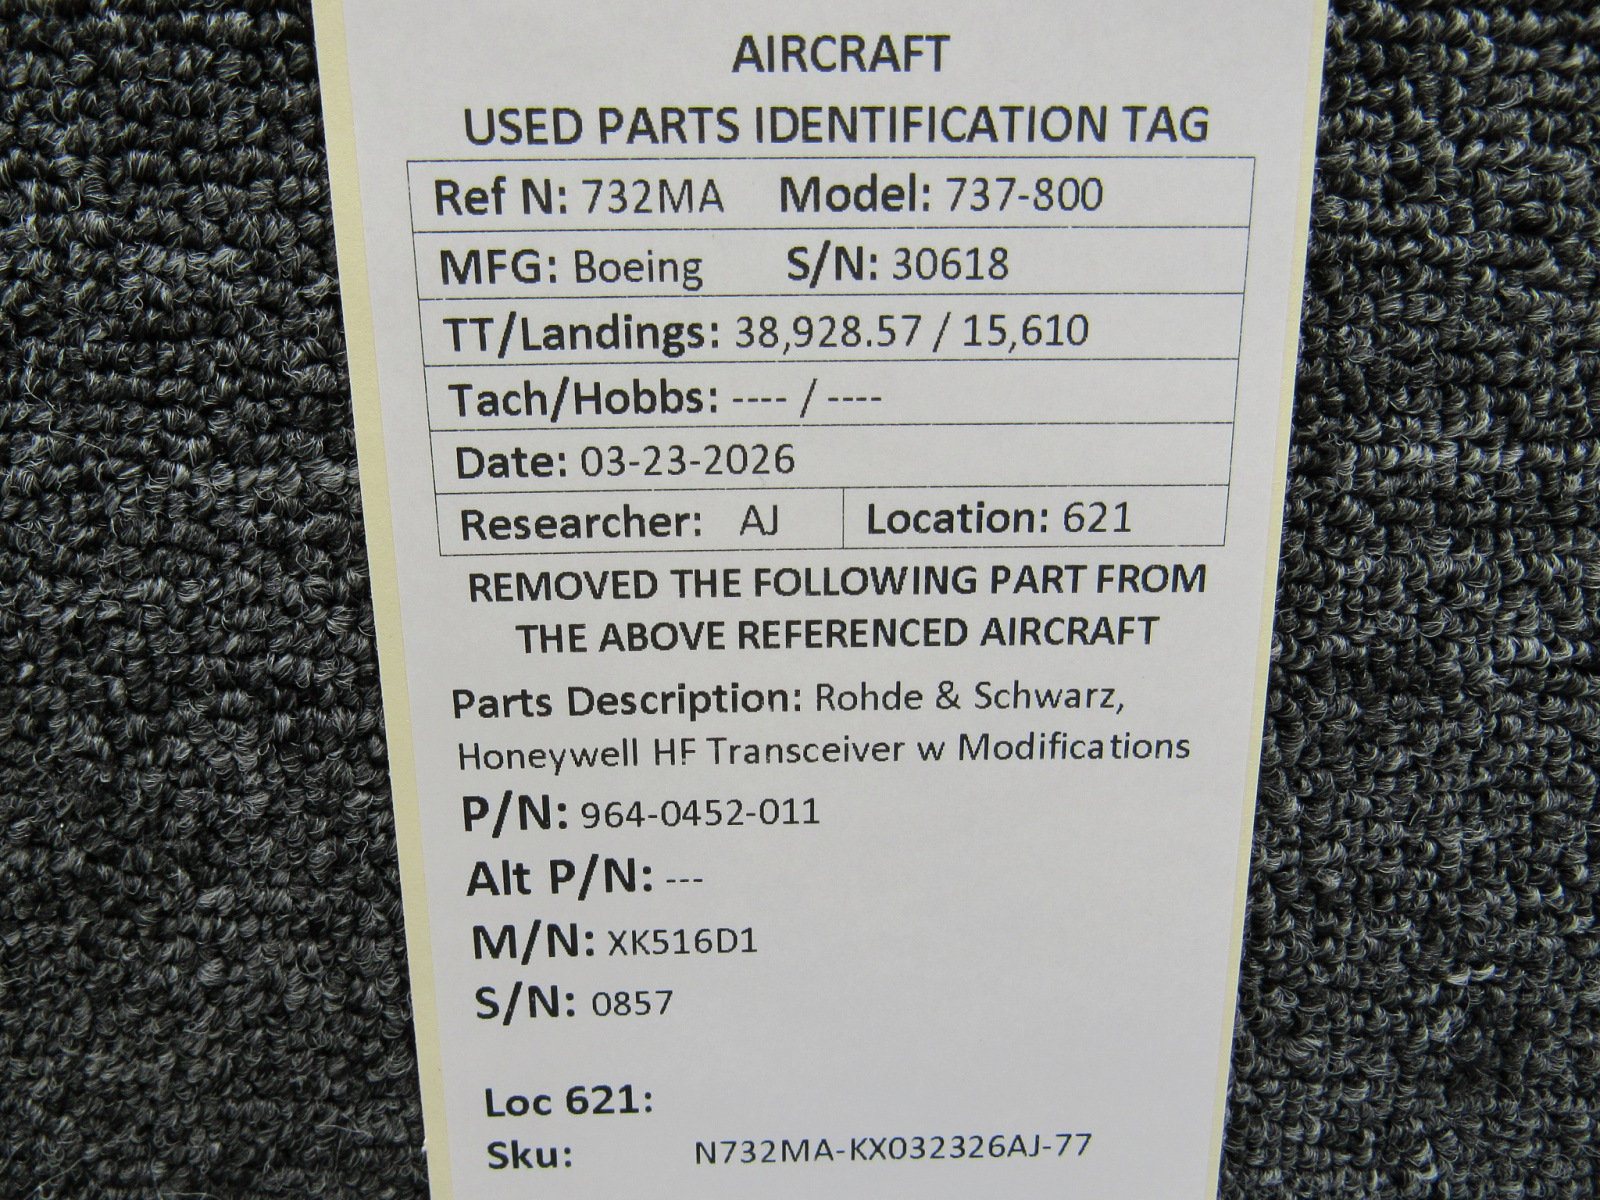 AIRCRAFT
USED PARTS IDENTIFICATION TAG
Ref N: 732MA Model: 737-800
MFG: Boeing S/N: 30618
TT/Landings: 38,928.57 / 15,610
Tach/Hobbs: ---- / ----
Date: 03-23-2026
Researcher: AJ Location: 621
REMOVED THE FOLLOWING PART FROM
THE ABOVE REFERENCED AIRCRAFT
Parts Description: Rohde & Schwarz,
Honeywell HF Transceiver w Modifications
P/N: 964-0452-011
Alt P/N: ---
M/N: XK516D1
S/N: 0857
Loc 621:
Sku: N732MA-KX032326AJ-77